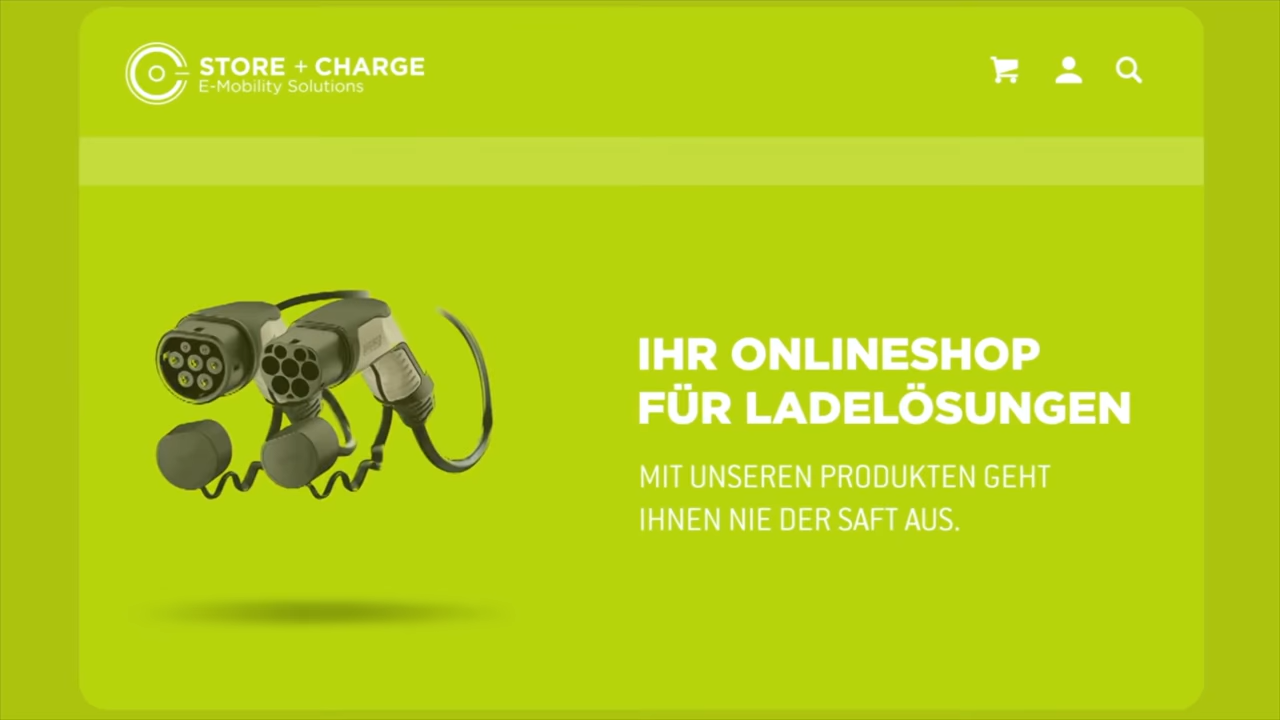 STORE + CHARGE
E-Mobility Solutions
IHR ONLINESHOP
FÜR LADELÖSUNGEN
MIT UNSEREN PRODUKTEN GEHT
IHNEN NIE DER SAFT AUS.